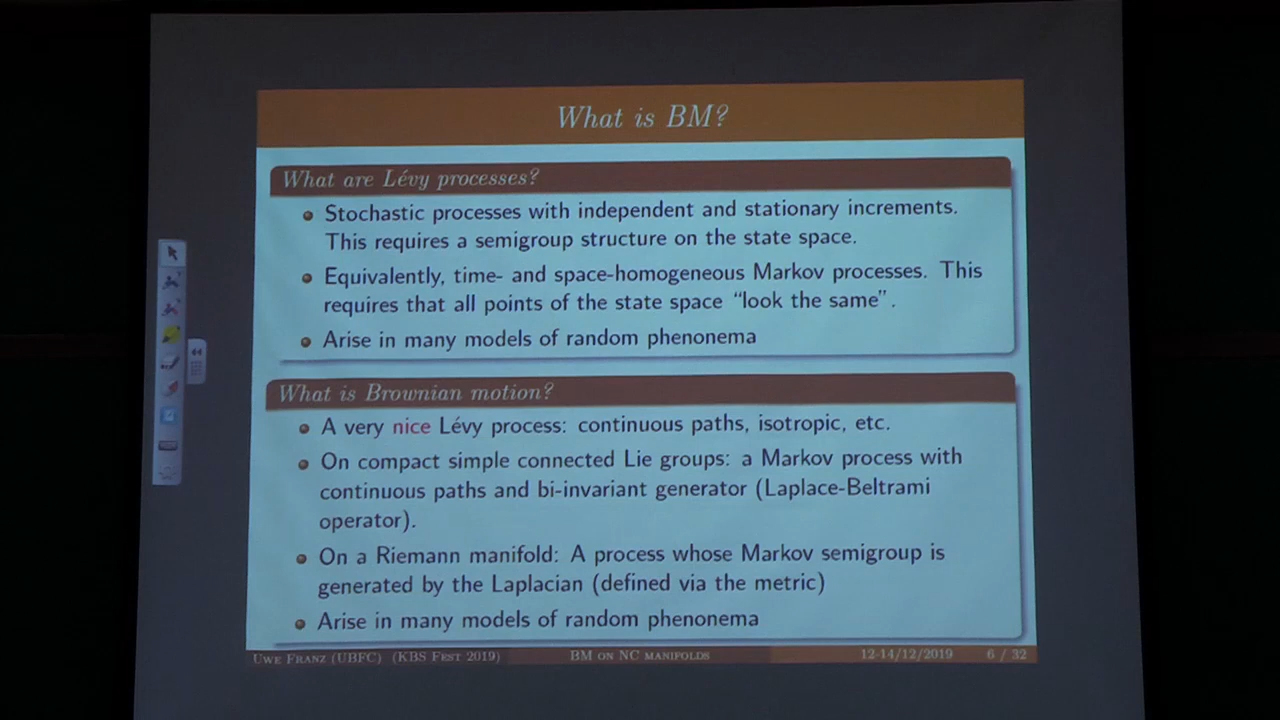 What is BM?
What are Lévy processes?
Stochastic processes with independent and stationary increments.
This requires a semigroup structure on the state space.
Equivalently, time- and space-homogeneous Markov processes. This
requires that all points of the state space “look the same”.
Arise in many models of random phenonema
What is Brownian motion?
A very nice Lévy process: continuous paths, isotropic, etc.
On compact simple connected Lie groups: a Markov process with
continuous paths and bi-invariant generator (Laplace-Beltrami
operator).
On a Riemann manifold: A process whose Markov semigroup is
generated by the Laplacian (defined via the metric)
Arise in many models of random phenonema
Uwe Franz (UBFC) (KBS Fest 2019) BM on NC manifolds 12-14/12/2019 6 / 32